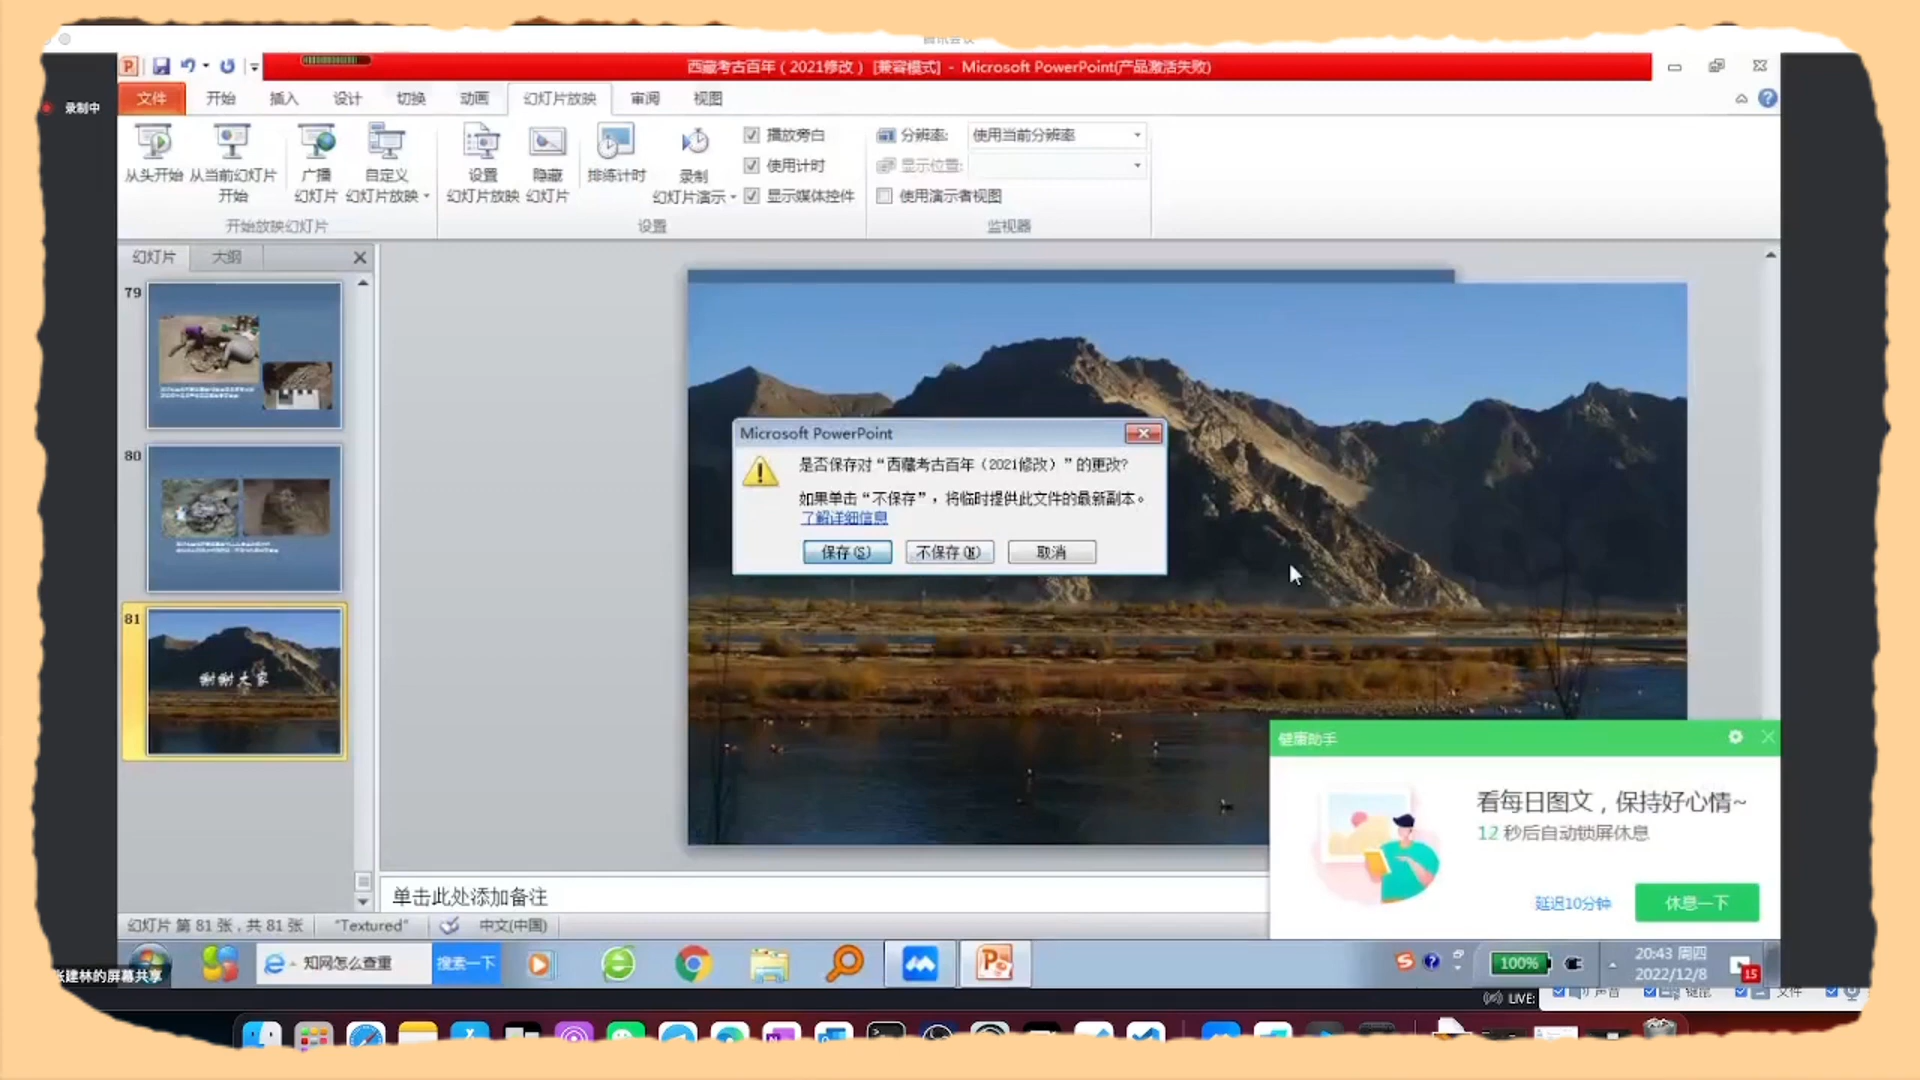 录制中
西藏考古百年（2021修改）[兼容模式] - Microsoft PowerPoint(产品激活失败)
文件 开始 插入 设计 切换 动画 幻灯片放映 审阅 视图
从头开始 从当前幻灯片开始 广播幻灯片 自定义幻灯片放映
开始放映幻灯片
设置幻灯片放映 隐藏幻灯片 排练计时 录制幻灯片演示
播放旁白
使用计时
显示媒体控件
设置
分辨率: 使用当前分辨率
显示位置:
使用演示者视图
监视器
幻灯片 大纲
79
80
81
谢谢大家
Microsoft PowerPoint
是否保存对“西藏考古百年（2021修改）”的更改?
如果单击“不保存”，将临时提供此文件的最新副本。
了解详细信息
保存(S) 不保存(N) 取消
健康助手
看每日图文，保持好心情~
12 秒后自动锁屏休息
延迟10分钟 休息一下
单击此处添加备注
幻灯片 第 81 张，共 81 张 "Textured" 中文(中国)
知网怎么查重 搜索一下
100%
20:43 周四
2022/12/8
15
张建林的屏幕共享
LIVE: